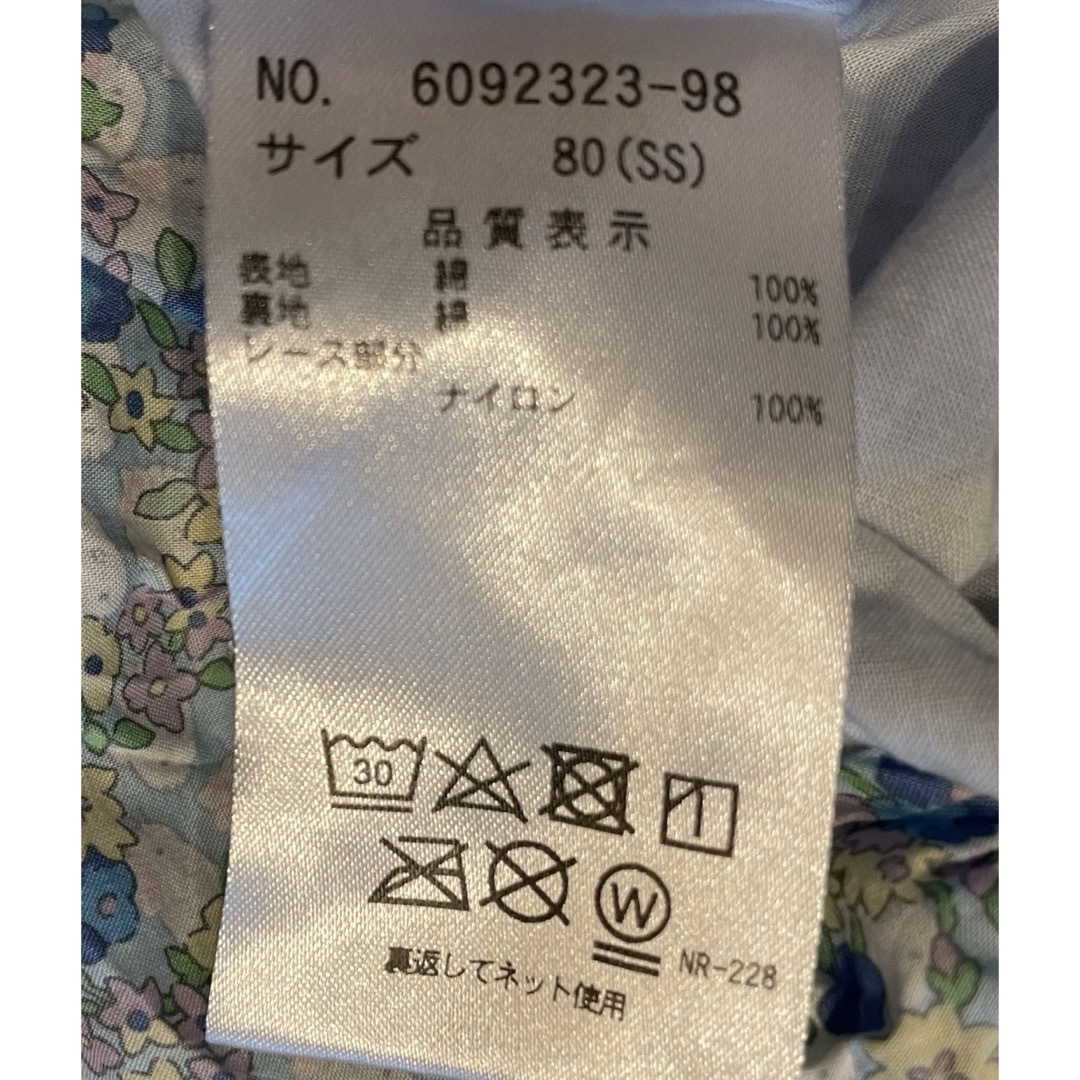 NO. 6092323-98
サイズ 80(SS)
品質表示
表地 綿 100%
裏地 綿 100%
レース部分
ナイロン 100%
30
W
NR-228
裏返してネット使用